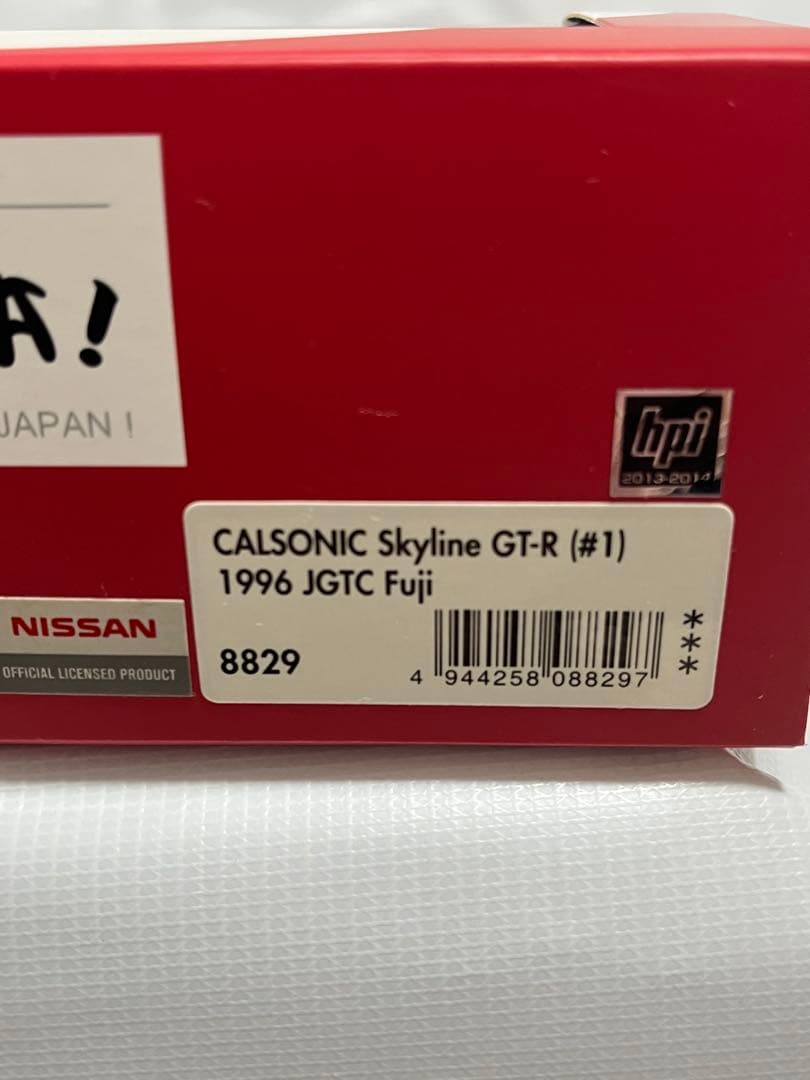 A!
JAPAN !
hpi
2013-2014
CALSONIC Skyline GT-R (#1)
1996 JGTC Fuji
NISSAN
OFFICIAL LICENSED PRODUCT
8829
4 944258 088297
***